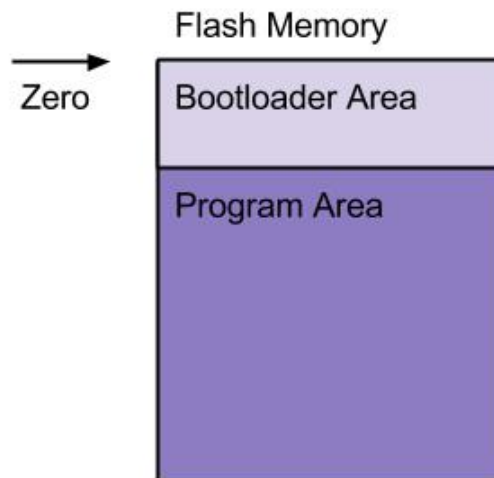 Flash Memory
Zero
Bootloader Area
Program Area